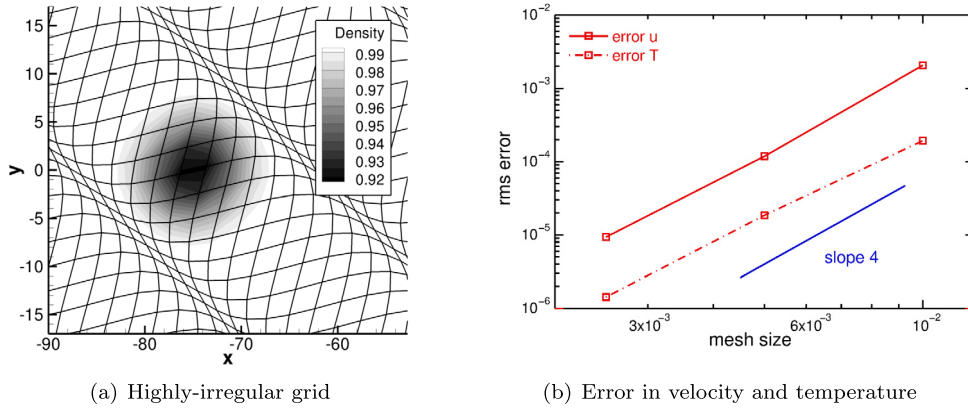 Density
0.99
0.98
0.97
0.96
0.95
0.94
0.93
0.92
15
10
5
0
-5
-10
-15
y
-90
-80
-70
-60
x
(a) Highly-irregular grid
10⁻²
10⁻³
10⁻⁴
10⁻⁵
10⁻⁶
rms error
error u
error T
slope 4
3x10⁻³
6x10⁻³
10⁻²
mesh size
(b) Error in velocity and temperature